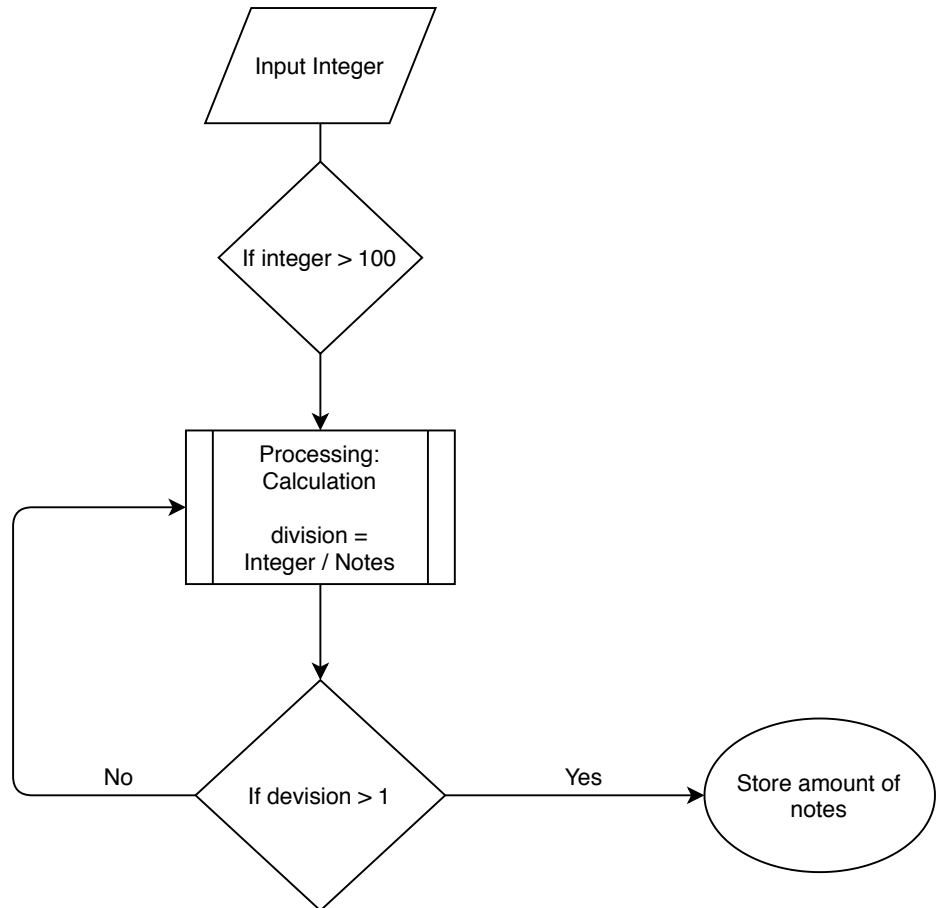 Input Integer
If integer > 100
Processing:
Calculation
division =
Integer / Notes
No
If devision > 1
Yes
Store amount of
notes